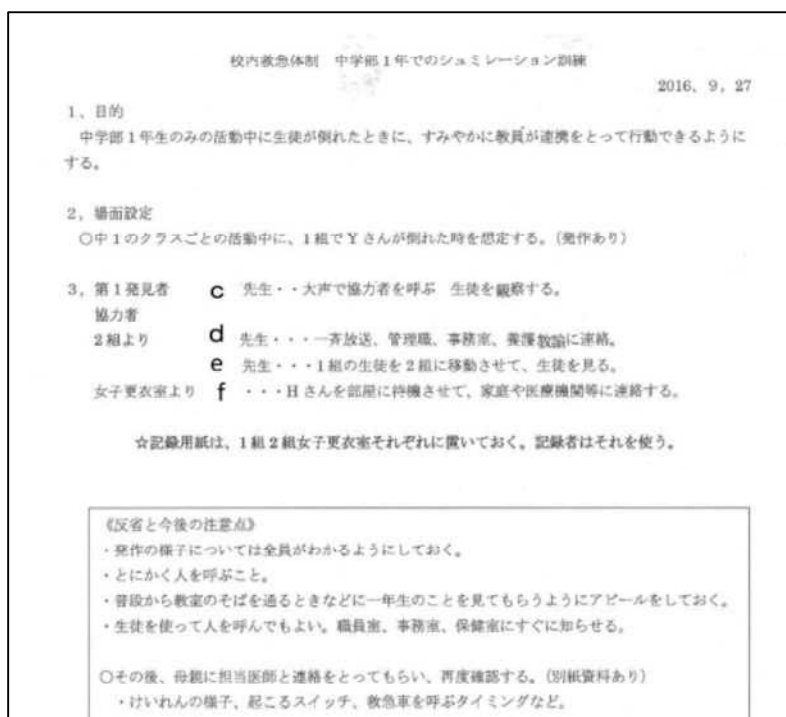 校内救急体制　中学部１年でのシュミレーション訓練
2016，9，27
１，目的
中学部１年生のみの活動中に生徒が倒れたときに、すみやかに教員が連携をとって行動できるように
する。
２，場面設定
○中１のクラスごとの活動中に、１組でＹさんが倒れた時を想定する。（発作あり）
３，第１発見者　c　先生・・大声で協力者を呼ぶ　生徒を観察する。
協力者
２組より　d　先生・・・一斉放送、管理職、事務室、養護教諭に連絡。
e　先生・・・１組の生徒を２組に移動させて、生徒を見る。
女子更衣室より　f　・・・Ｈさんを部屋に待機させて、家庭や医療機関等に連絡する。
☆記録用紙は、１組２組女子更衣室それぞれに置いておく。記録者はそれを使う。
《反省と今後の注意点》
・発作の様子については全員がわかるようにしておく。
・とにかく人を呼ぶこと。
・普段から教室のそばを通るときなどに一年生のことを見てもらうようにアピールをしておく。
・生徒を使って人を呼んでもよい。職員室、事務室、保健室にすぐに知らせる。
○その後、母親に担当医師と連絡をとってもらい、再度確認する。（別紙資料あり）
・けいれんの様子、起こるスイッチ、救急車を呼ぶタイミングなど。